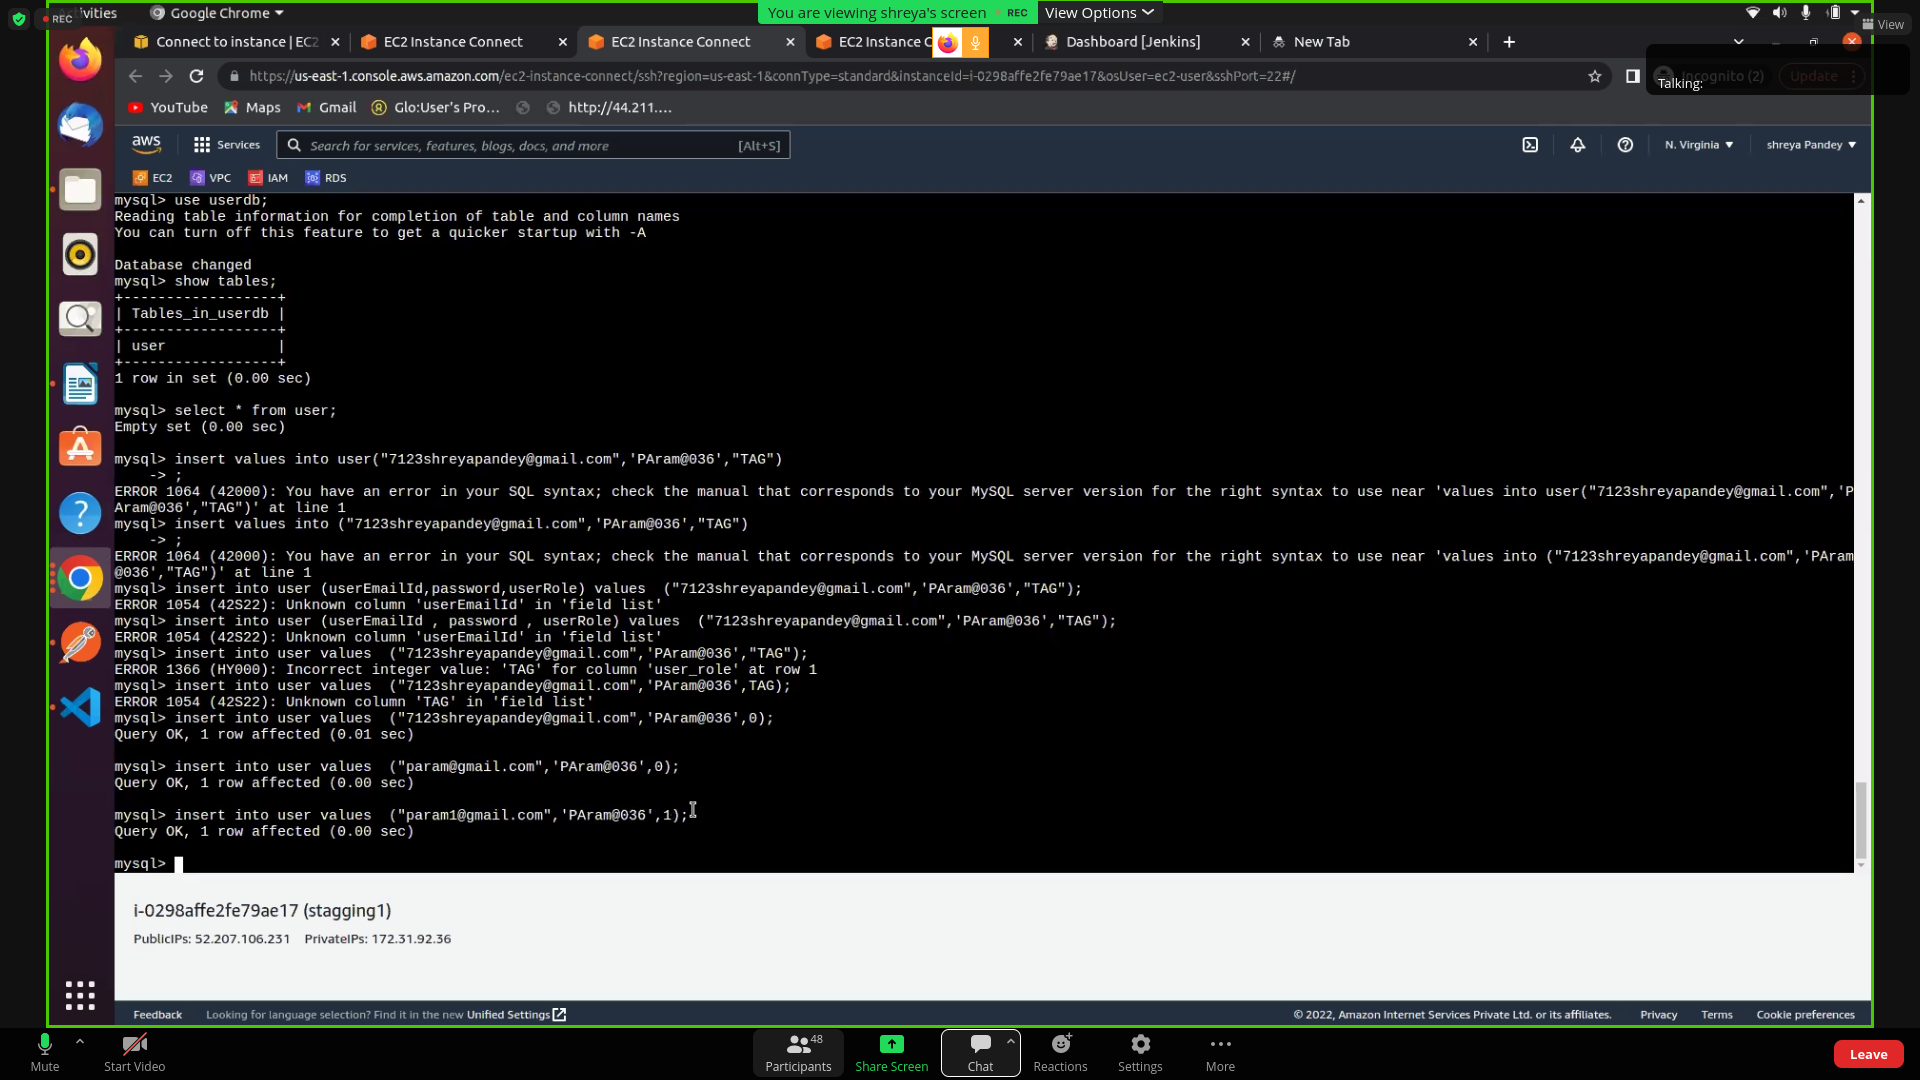 REC
Activities
Google Chrome
You are viewing shreya's screen
REC
View Options
View
Connect to instance | EC2
EC2 Instance Connect
EC2 Instance Connect
EC2 Instance C
Dashboard [Jenkins]
New Tab
https://us-east-1.console.aws.amazon.com/ec2-instance-connect/ssh?region=us-east-1&connType=standard&instanceId=i-0298affe2fe79ae17&osUser=ec2-user&sshPort=22#/
Incognito (2)
Update
Talking:
YouTube
Maps
Gmail
Glo:User's Pro...
http://44.211....
aws
Services
Search for services, features, blogs, docs, and more
[Alt+S]
N. Virginia
shreya Pandey
EC2
VPC
IAM
RDS
mysql> use userdb;
Reading table information for completion of table and column names
You can turn off this feature to get a quicker startup with -A
Database changed
mysql> show tables;
+------------------+
| Tables_in_userdb |
+------------------+
| user             |
+------------------+
1 row in set (0.00 sec)
mysql> select * from user;
Empty set (0.00 sec)
mysql> insert values into user("7123shreyapandey@gmail.com",'PAram@036',"TAG")
    -> ;
ERROR 1064 (42000): You have an error in your SQL syntax; check the manual that corresponds to your MySQL server version for the right syntax to use near 'values into user("7123shreyapandey@gmail.com",'P
Aram@036',"TAG")' at line 1
mysql> insert values into ("7123shreyapandey@gmail.com",'PAram@036',"TAG")
    -> ;
ERROR 1064 (42000): You have an error in your SQL syntax; check the manual that corresponds to your MySQL server version for the right syntax to use near 'values into ("7123shreyapandey@gmail.com",'PAram
@036',"TAG")' at line 1
mysql> insert into user (userEmailId,password,userRole) values  ("7123shreyapandey@gmail.com",'PAram@036',"TAG");
ERROR 1054 (42S22): Unknown column 'userEmailId' in 'field list'
mysql> insert into user (userEmailId , password , userRole) values  ("7123shreyapandey@gmail.com",'PAram@036',"TAG");
ERROR 1054 (42S22): Unknown column 'userEmailId' in 'field list'
mysql> insert into user values  ("7123shreyapandey@gmail.com",'PAram@036',"TAG");
ERROR 1366 (HY000): Incorrect integer value: 'TAG' for column 'user_role' at row 1
mysql> insert into user values  ("7123shreyapandey@gmail.com",'PAram@036',TAG);
ERROR 1054 (42S22): Unknown column 'TAG' in 'field list'
mysql> insert into user values  ("7123shreyapandey@gmail.com",'PAram@036',0);
Query OK, 1 row affected (0.01 sec)
mysql> insert into user values  ("param@gmail.com",'PAram@036',0);
Query OK, 1 row affected (0.00 sec)
mysql> insert into user values  ("param1@gmail.com",'PAram@036',1);
Query OK, 1 row affected (0.00 sec)
mysql>
i-0298affe2fe79ae17 (stagging1)
PublicIPs: 52.207.106.231 PrivateIPs: 172.31.92.36
Feedback
Looking for language selection? Find it in the new Unified Settings
© 2022, Amazon Internet Services Private Ltd. or its affiliates.
Privacy
Terms
Cookie preferences
Mute
Start Video
48
Participants
Share Screen
Chat
Reactions
Settings
More
Leave